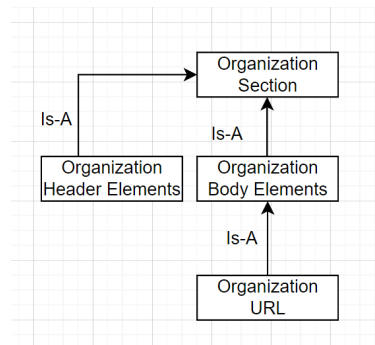 Organization
Section
Is-A
Is-A
Organization
Header Elements
Organization
Body Elements
Is-A
Organization
URL